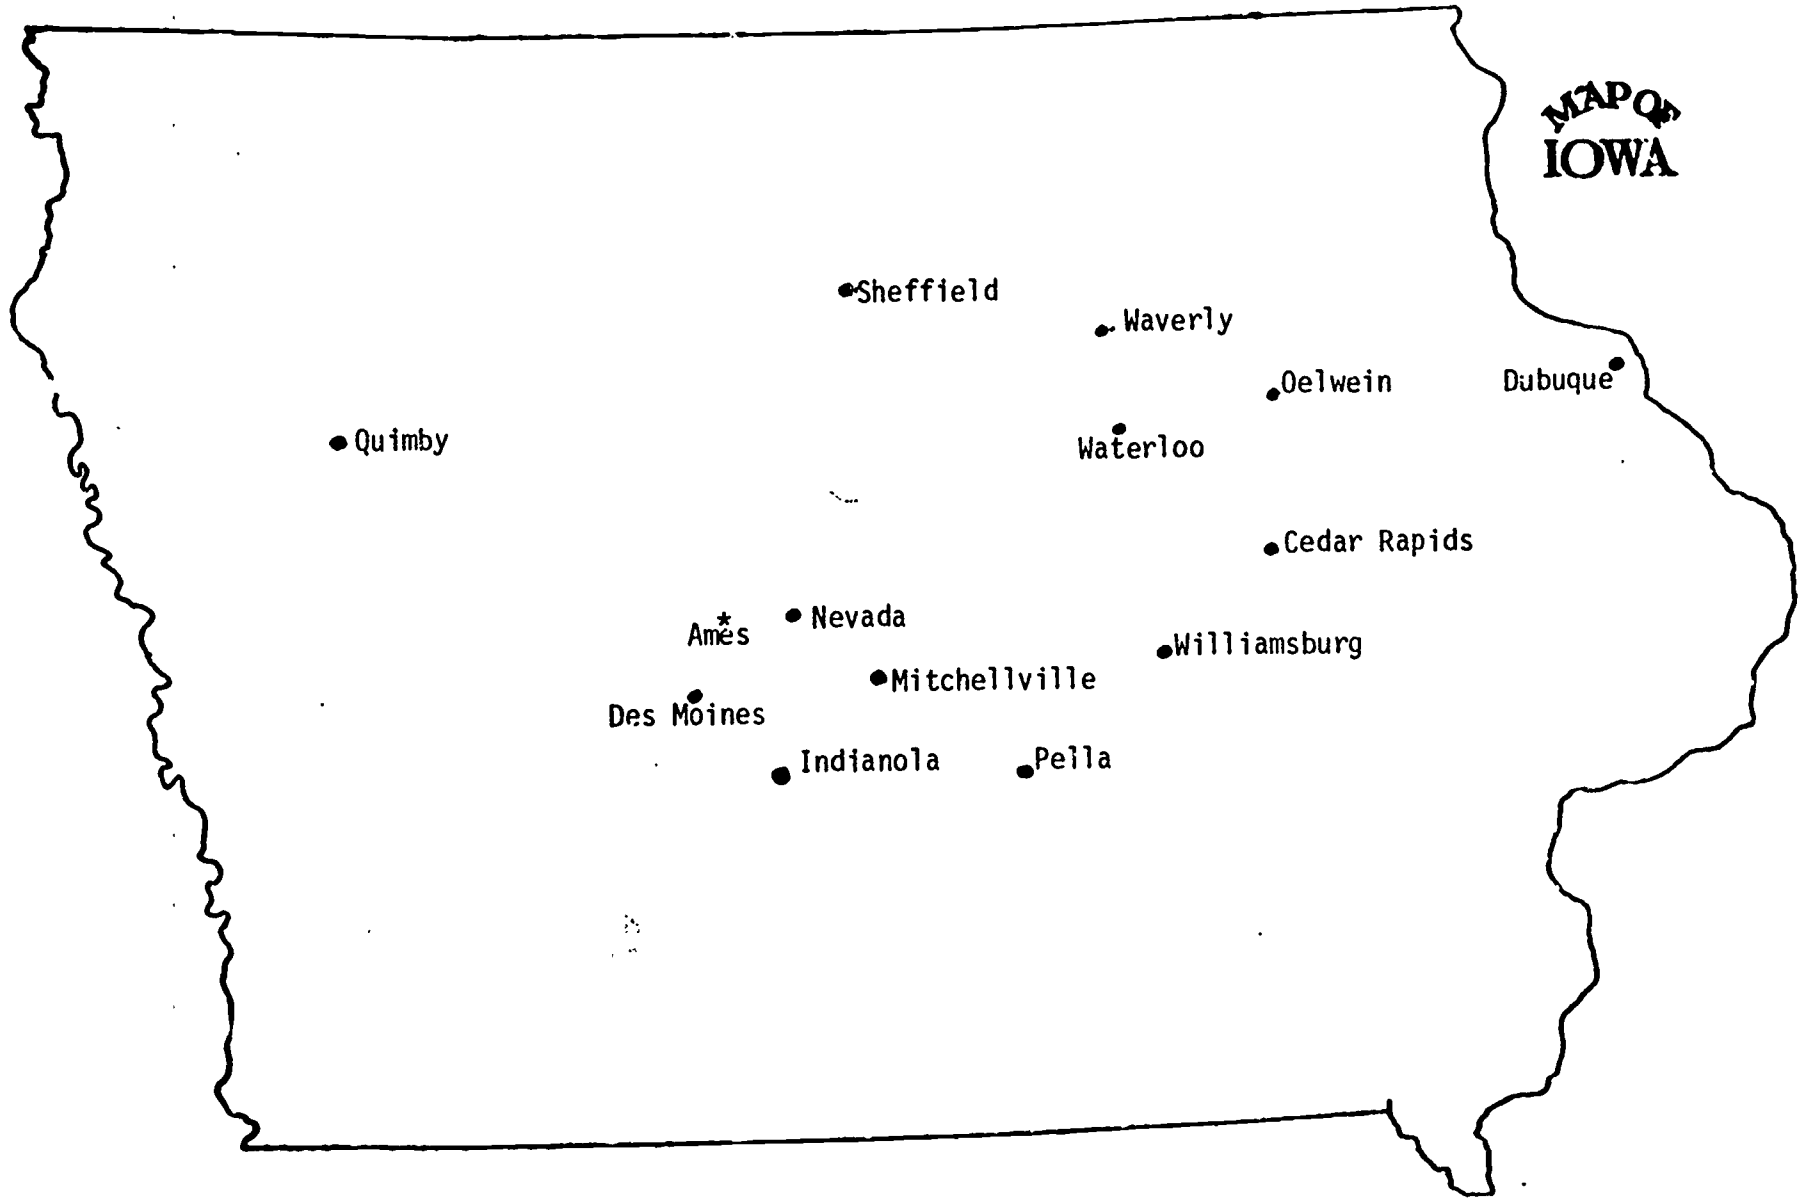 MAP OF
IOWA
Sheffield
Waverly
Oelwein
Dubuque
Quimby
Waterloo
Cedar Rapids
*
Ames
Nevada
Williamsburg
Mitchellville
Des Moines
Indianola
Pella